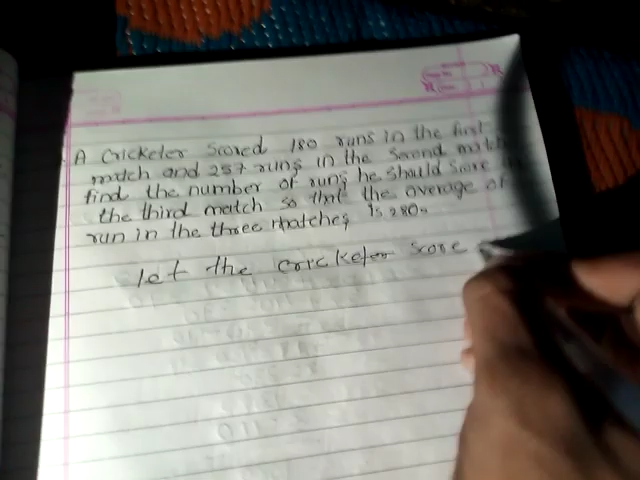 A Cricketer Scored 180 runs in the first
match and 257 runs in the Second match
find the number of runs he should Score in
the third match so that the average of
run in the three matches is 280.
let the cricketer score